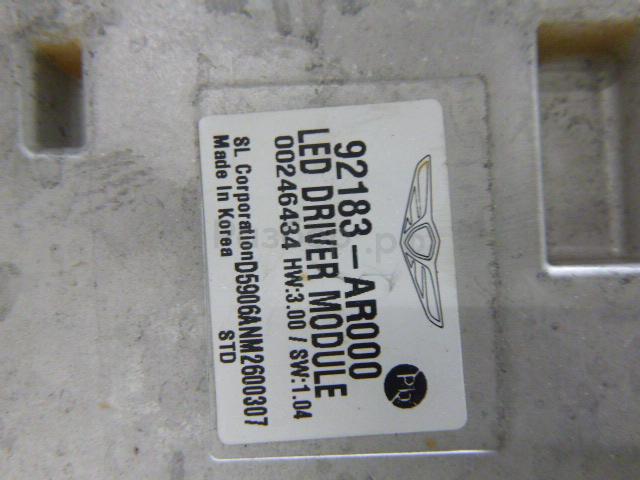 92183-AR000
LED DRIVER MODULE
00246434 HW:3.00 / SW:1.04
SL Corporation D5906ANM2600307
Made In Korea STD
Pb